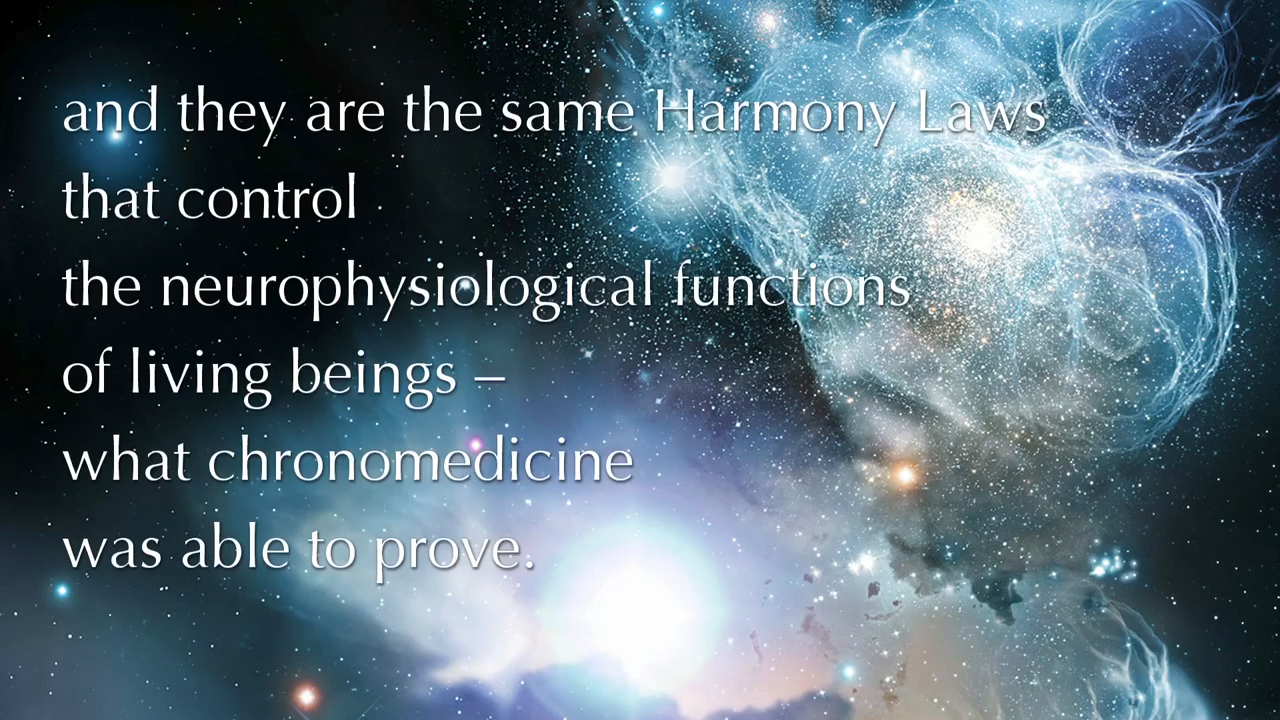 and they are the same Harmony Laws
that control
the neurophysiological functions
of living beings –
what chronomedicine
was able to prove.